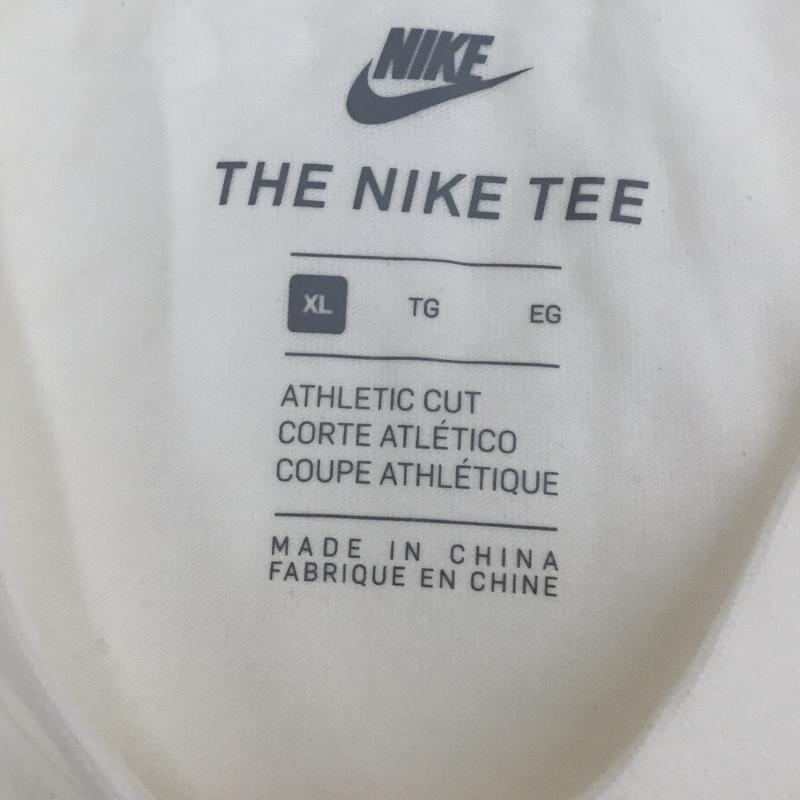 NIKE
THE NIKE TEE
XL TG EG
ATHLETIC CUT
CORTE ATLÉTICO
COUPE ATHLÉTIQUE
MADE IN CHINA
FABRIQUE EN CHINE